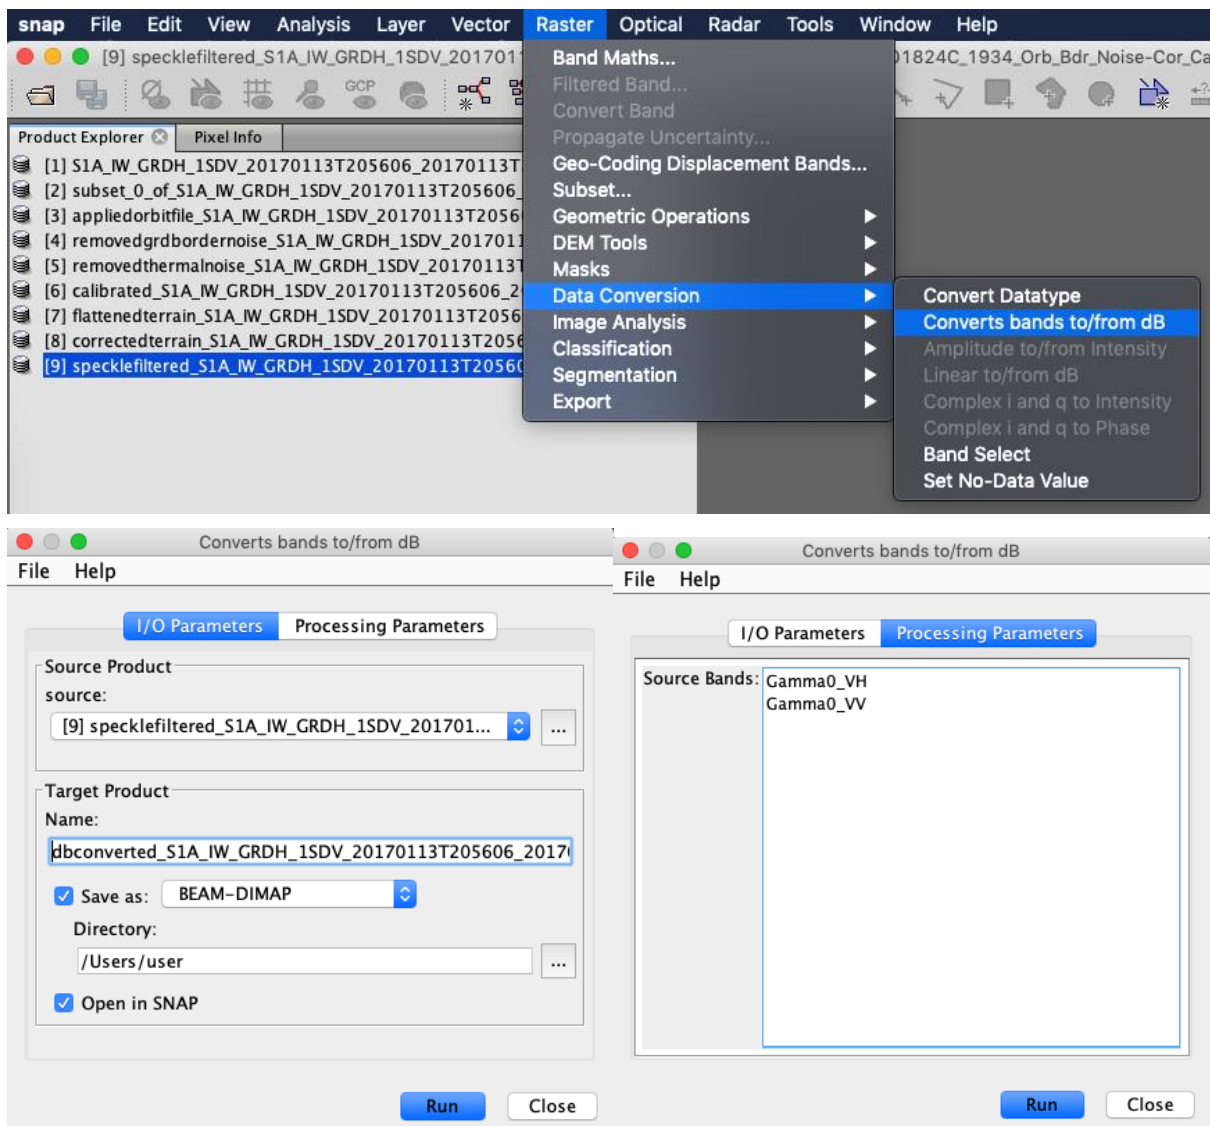 snap File Edit View Analysis Layer Vector Raster Optical Radar Tools Window Help
[9] specklefiltered_S1A_IW_GRDH_1SDV_201701
01824C_1934_Orb_Bdr_Noise-Cor_Ca
GCP
Product Explorer Pixel Info
[1] S1A_IW_GRDH_1SDV_20170113T205606_20170113T
[2] subset_0_of_S1A_IW_GRDH_1SDV_20170113T205606_
[3] appliedorbitfile_S1A_IW_GRDH_1SDV_20170113T2056
[4] removedgrdbordernoise_S1A_IW_GRDH_1SDV_2017011
[5] removedthermalnoise_S1A_IW_GRDH_1SDV_20170113T
[6] calibrated_S1A_IW_GRDH_1SDV_20170113T205606_2
[7] flattenedterrain_S1A_IW_GRDH_1SDV_20170113T2056
[8] correctedterrain_S1A_IW_GRDH_1SDV_20170113T2056
[9] specklefiltered_S1A_IW_GRDH_1SDV_20170113T20560
Band Maths...
Filtered Band...
Convert Band
Propagate Uncertainty...
Geo-Coding Displacement Bands...
Subset...
Geometric Operations
DEM Tools
Masks
Data Conversion
Image Analysis
Classification
Segmentation
Export
Convert Datatype
Converts bands to/from dB
Amplitude to/from Intensity
Linear to/from dB
Complex i and q to Intensity
Complex i and q to Phase
Band Select
Set No-Data Value
Converts bands to/from dB
File Help
I/O Parameters Processing Parameters
Source Product
source:
[9] specklefiltered_S1A_IW_GRDH_1SDV_201701... ...
Target Product
Name:
dbconverted_S1A_IW_GRDH_1SDV_20170113T205606_2017
Save as: BEAM-DIMAP
Directory:
/Users/user ...
Open in SNAP
Run Close
Converts bands to/from dB
File Help
I/O Parameters Processing Parameters
Source Bands: Gamma0_VH
Gamma0_VV
Run Close